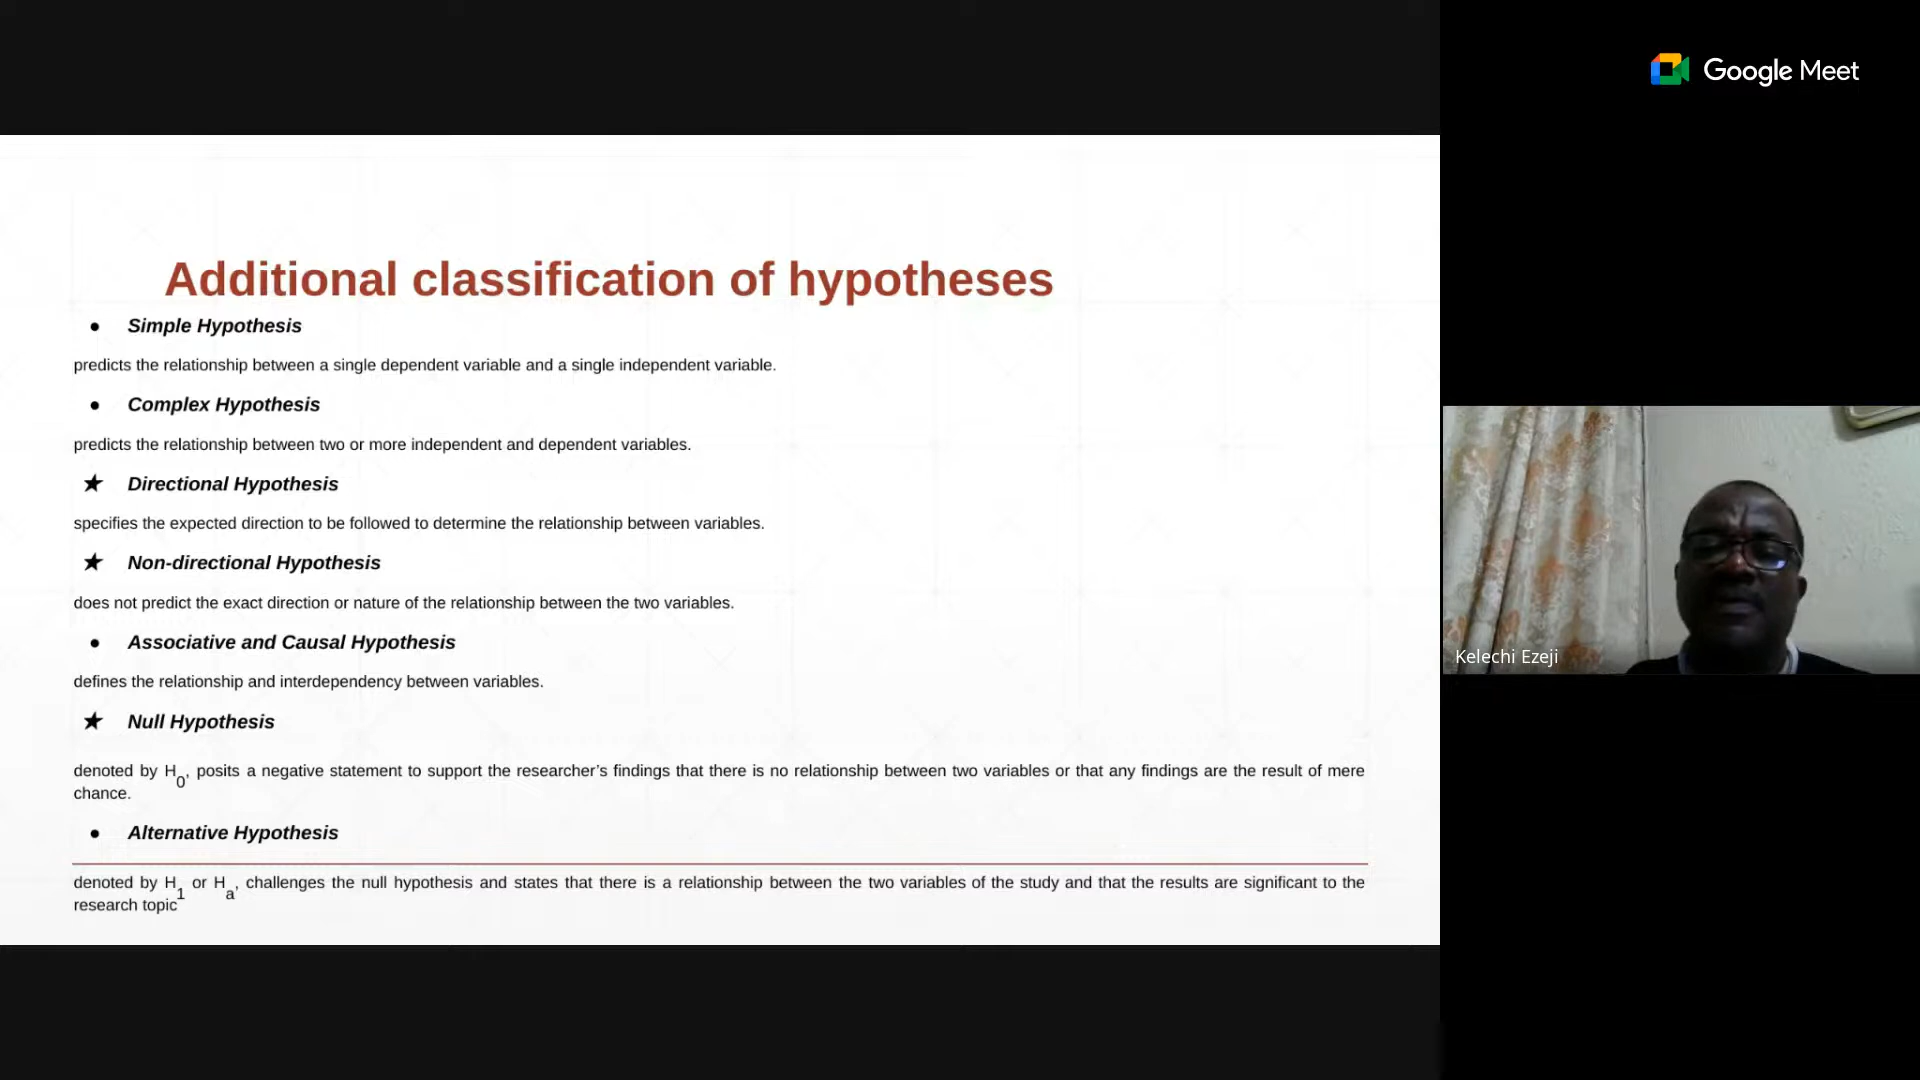 Google Meet
Additional classification of hypotheses
● Simple Hypothesis
predicts the relationship between a single dependent variable and a single independent variable.
● Complex Hypothesis
predicts the relationship between two or more independent and dependent variables.
★ Directional Hypothesis
specifies the expected direction to be followed to determine the relationship between variables.
★ Non-directional Hypothesis
does not predict the exact direction or nature of the relationship between the two variables.
● Associative and Causal Hypothesis
defines the relationship and interdependency between variables.
★ Null Hypothesis
denoted by H0, posits a negative statement to support the researcher’s findings that there is no relationship between two variables or that any findings are the result of mere
chance.
● Alternative Hypothesis
denoted by H1 or Ha, challenges the null hypothesis and states that there is a relationship between the two variables of the study and that the results are significant to the
research topic
Kelechi Ezeji